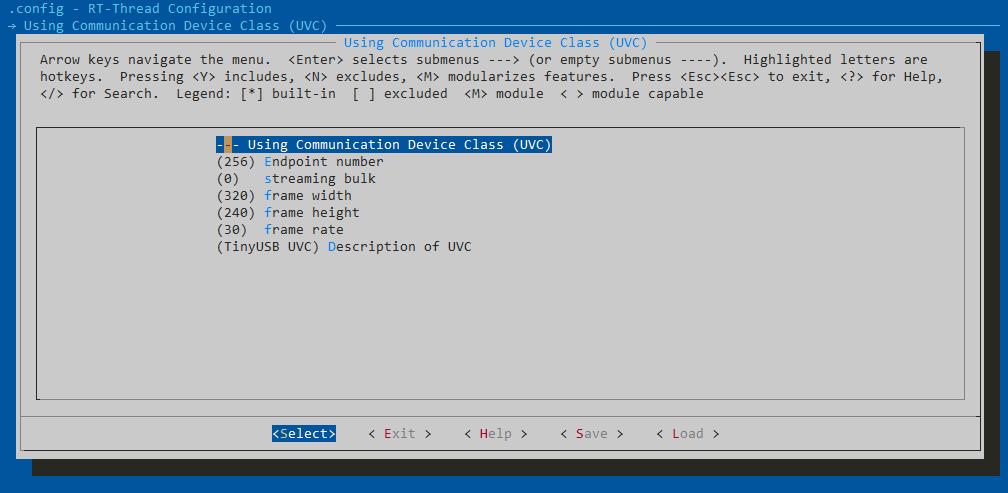 .config - RT-Thread Configuration
→ Using Communication Device Class (UVC)
Using Communication Device Class (UVC)
Arrow keys navigate the menu.  <Enter> selects submenus ---> (or empty submenus ----).  Highlighted letters are
hotkeys.  Pressing <Y> includes, <N> excludes, <M> modularizes features.  Press <Esc><Esc> to exit, <?> for Help,
</> for Search.  Legend: [*] built-in  [ ] excluded  <M> module  < > module capable
--- Using Communication Device Class (UVC)
(256) Endpoint number
(0)   streaming bulk
(320) frame width
(240) frame height
(30)  frame rate
(TinyUSB UVC) Description of UVC
<Select>    < Exit >    < Help >    < Save >    < Load >